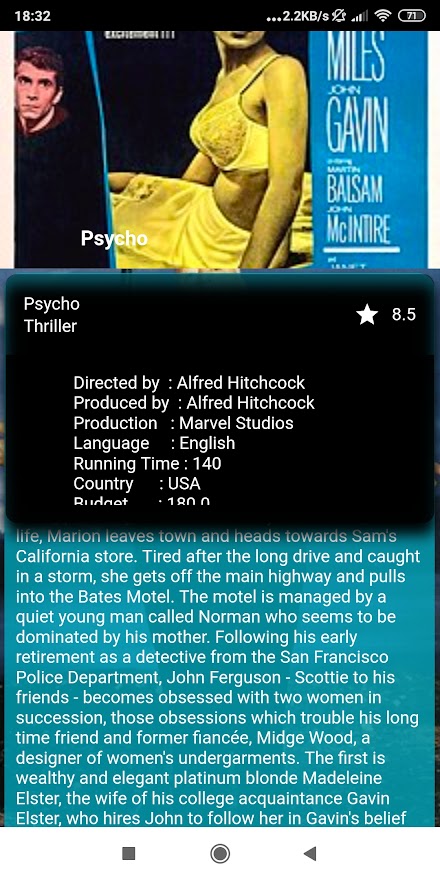 18:32 ...2.2KB/s 71
EXCITEMENT!!!
MILES
JOHN
GAVIN
MARTIN
BALSAM
JOHN
McINTIRE
JANET
Psycho
Psycho
Thriller
8.5
Directed by : Alfred Hitchcock
Produced by : Alfred Hitchcock
Production : Marvel Studios
Language : English
Running Time : 140
Country : USA
Budget : 180.0
life, Marion leaves town and heads towards Sam's
California store. Tired after the long drive and caught
in a storm, she gets off the main highway and pulls
into the Bates Motel. The motel is managed by a
quiet young man called Norman who seems to be
dominated by his mother. Following his early
retirement as a detective from the San Francisco
Police Department, John Ferguson - Scottie to his
friends - becomes obsessed with two women in
succession, those obsessions which trouble his long
time friend and former fiancée, Midge Wood, a
designer of women's undergarments. The first is
wealthy and elegant platinum blonde Madeleine
Elster, the wife of his college acquaintance Gavin
Elster, who hires John to follow her in Gavin's belief